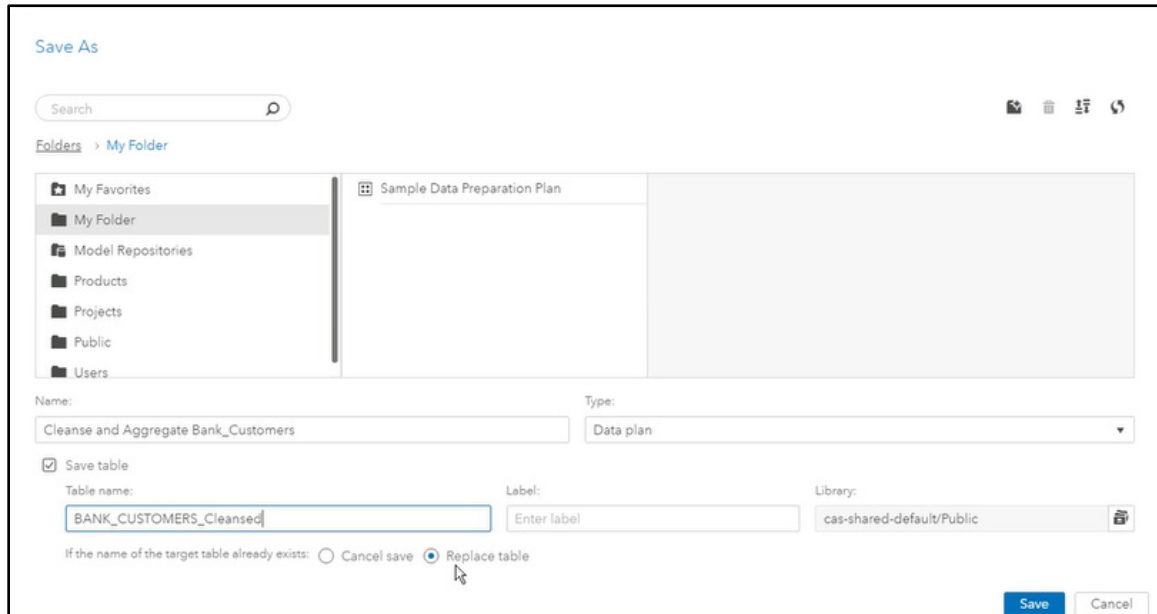 Save As
Search
Folders > My Folder
My Favorites
My Folder
Model Repositories
Products
Projects
Public
Users
Sample Data Preparation Plan
Name:
Type:
Cleanse and Aggregate Bank_Customers
Data plan
Save table
Table name:
Label:
Library:
BANK_CUSTOMERS_Cleansed
Enter label
cas-shared-default/Public
If the name of the target table already exists: Cancel save Replace table
Save Cancel